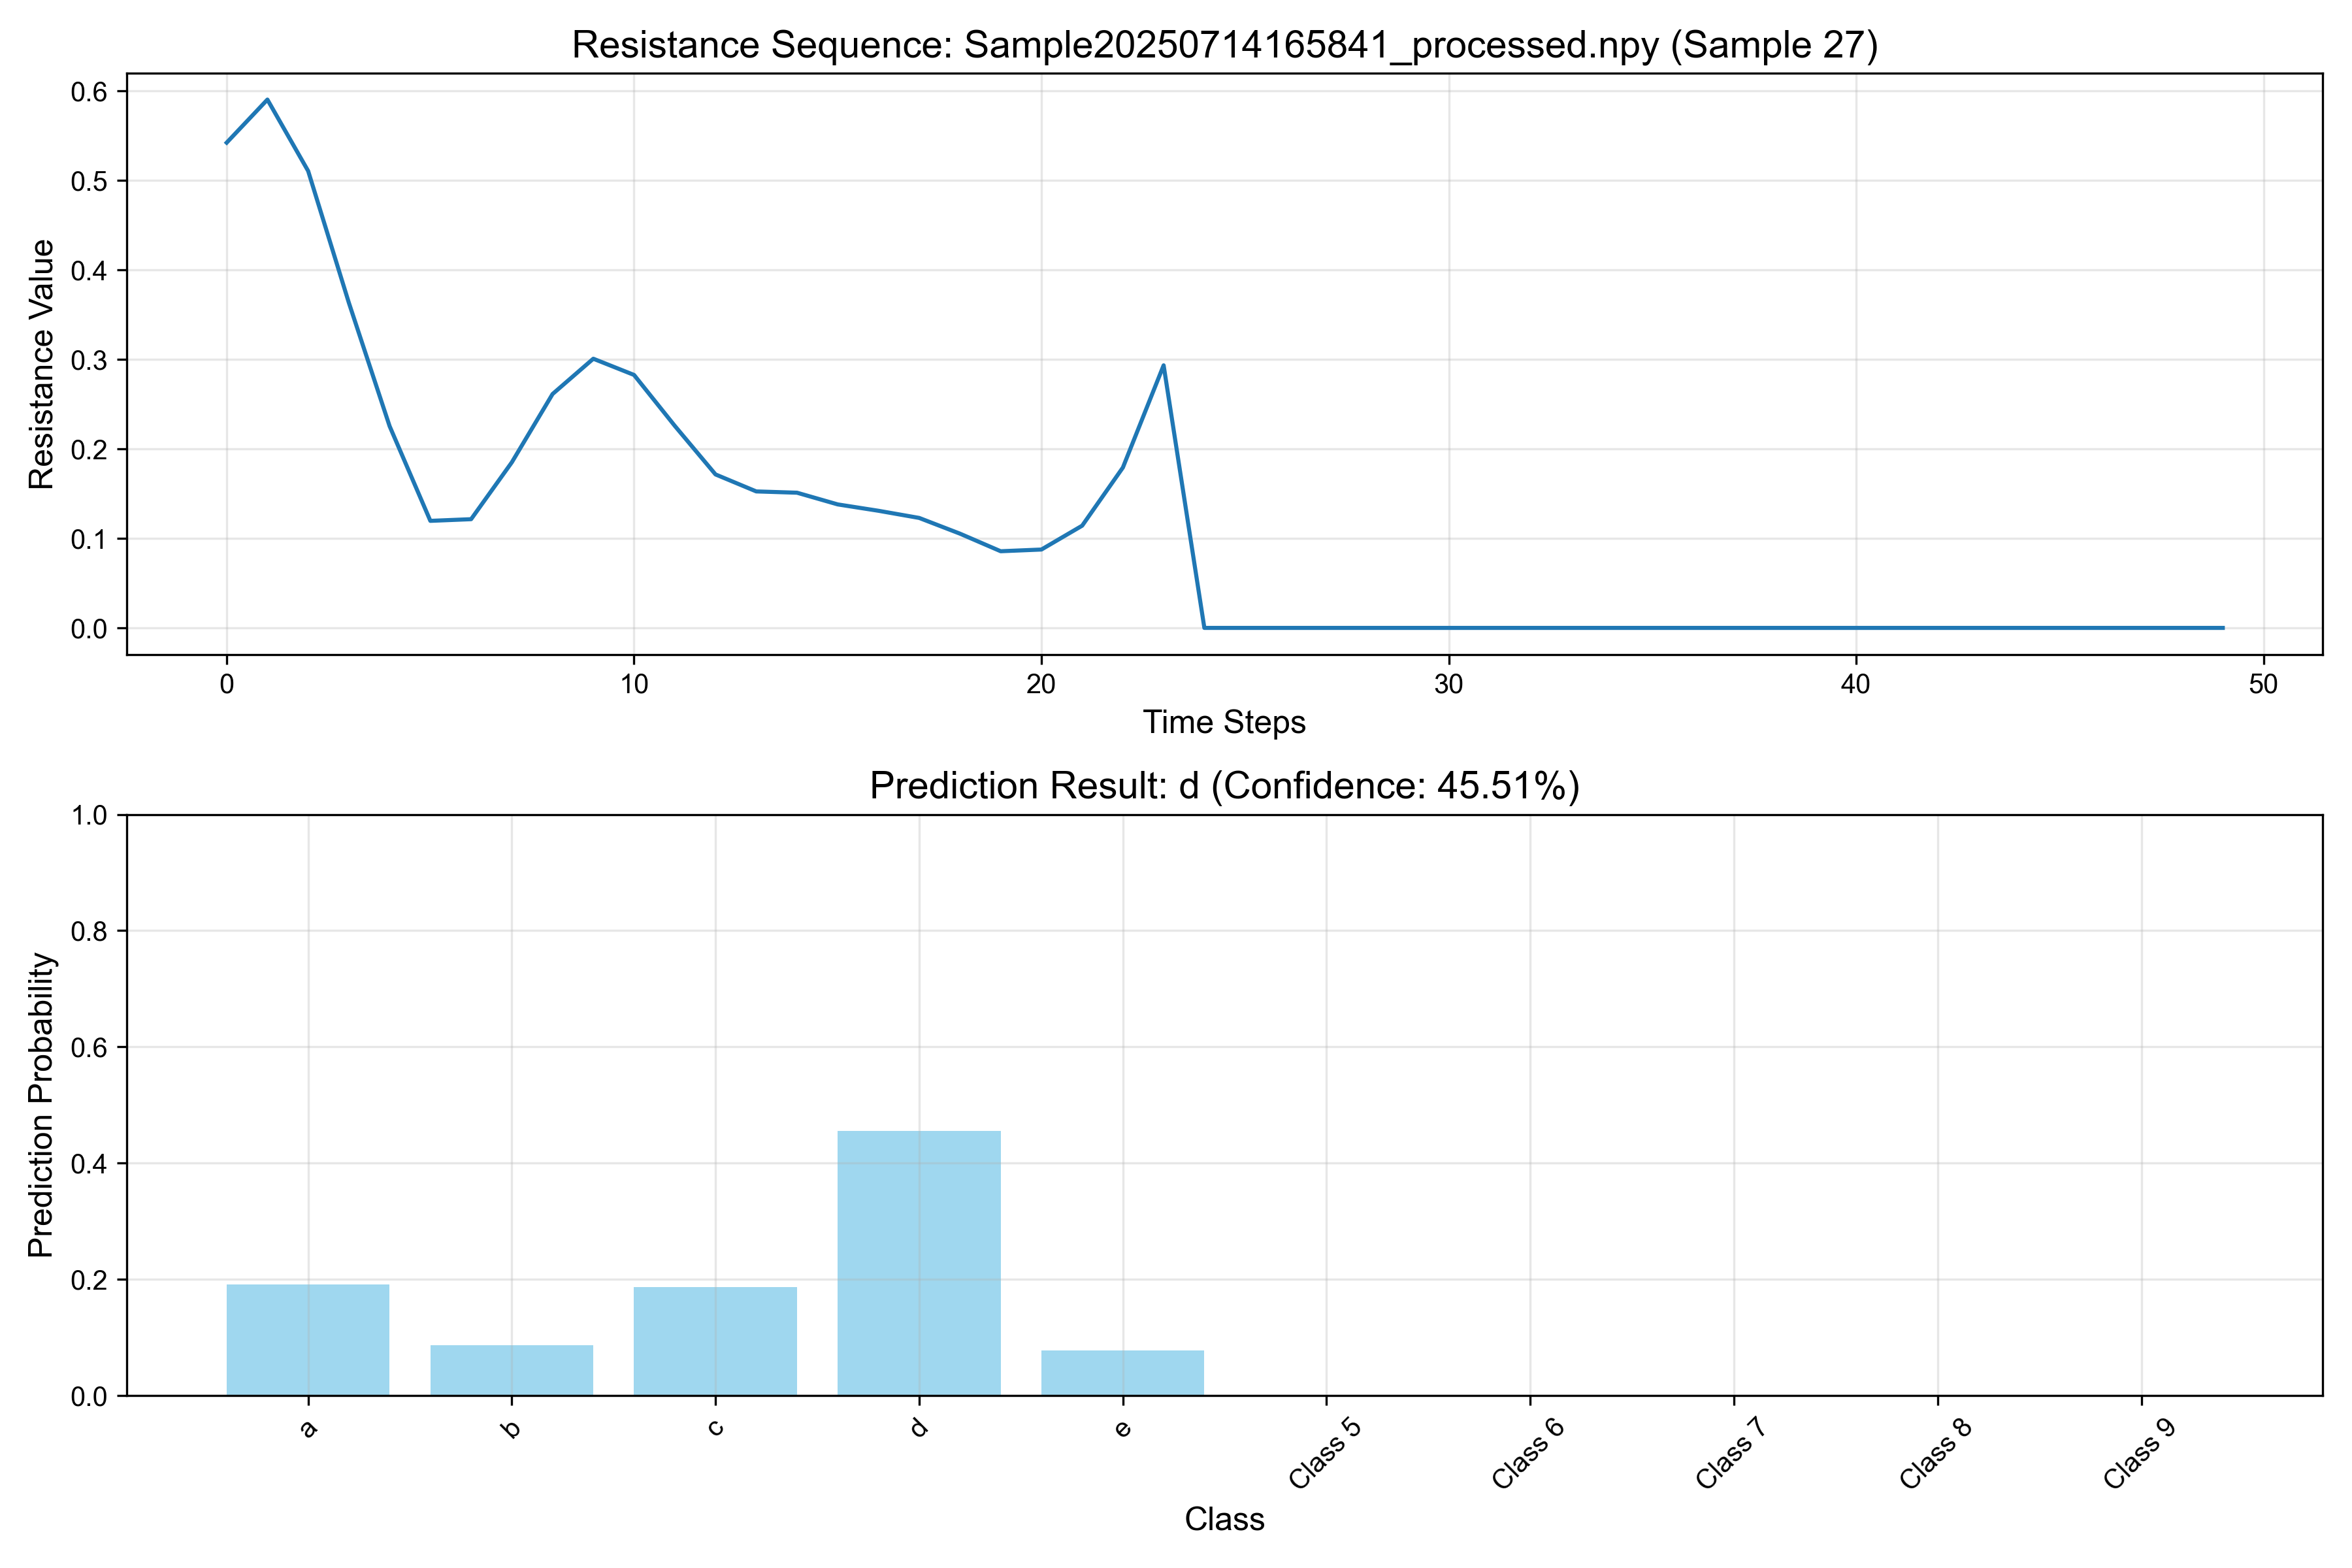 Resistance Sequence: Sample20250714165841_processed.npy (Sample 27)
Resistance Value
0.6
0.5
0.4
0.3
0.2
0.1
0.0
0 10 20 30 40 50
Time Steps
Prediction Result: d (Confidence: 45.51%)
Prediction Probability
1.0
0.8
0.6
0.4
0.2
0.0
a b c d e Class 5 Class 6 Class 7 Class 8 Class 9
Class